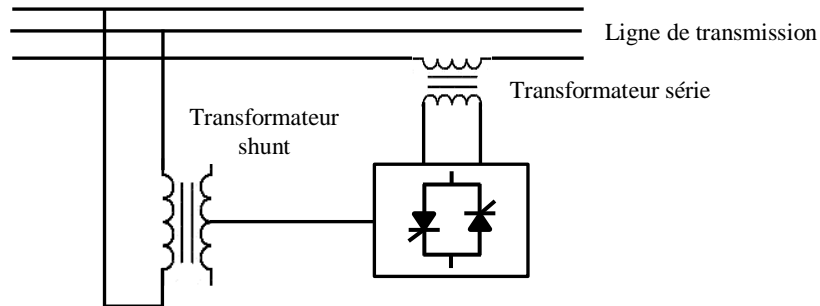 Ligne de transmission
Transformateur série
Transformateur
shunt